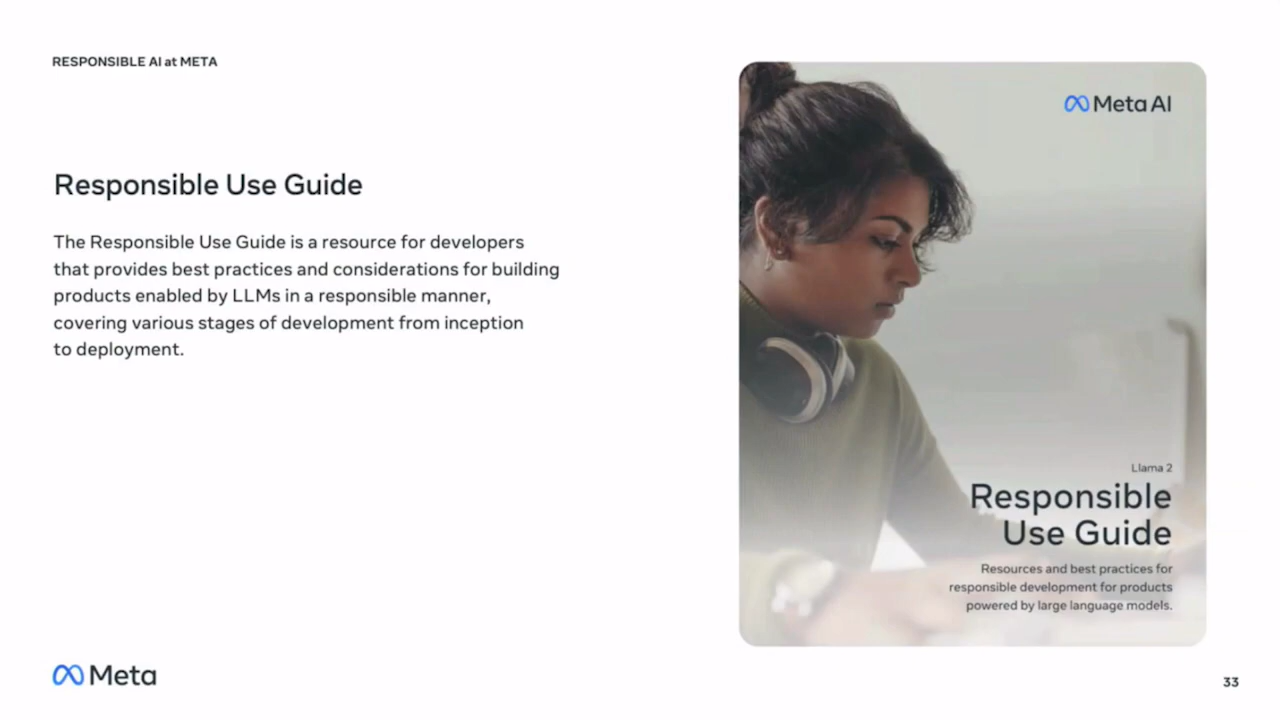 RESPONSIBLE AI at META
Responsible Use Guide
The Responsible Use Guide is a resource for developers
that provides best practices and considerations for building
products enabled by LLMs in a responsible manner,
covering various stages of development from inception
to deployment.
Meta
Meta AI
Llama 2
Responsible
Use Guide
Resources and best practices for
responsible development for products
powered by large language models.
33